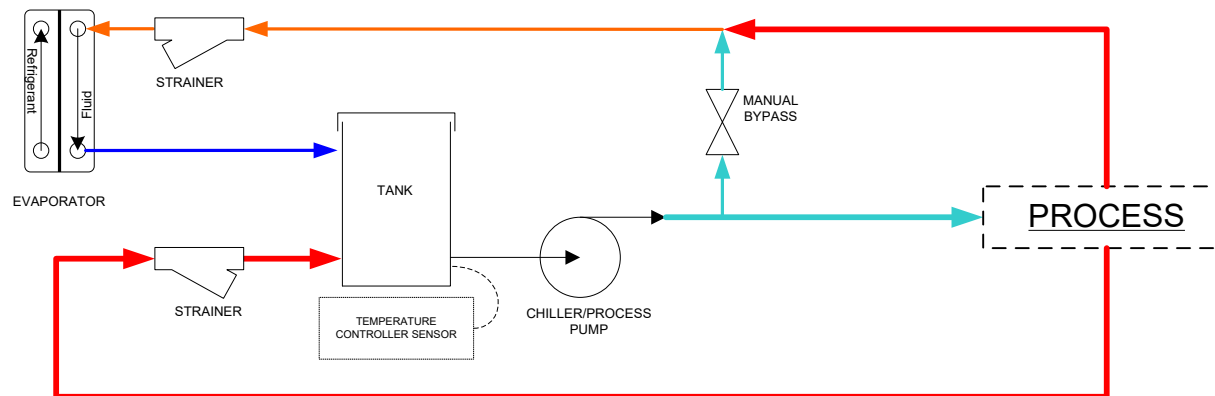 Refrigerant
Fluid
STRAINER
MANUAL
BYPASS
TANK
EVAPORATOR
PROCESS
STRAINER
TEMPERATURE
CONTROLLER SENSOR
CHILLER/PROCESS
PUMP